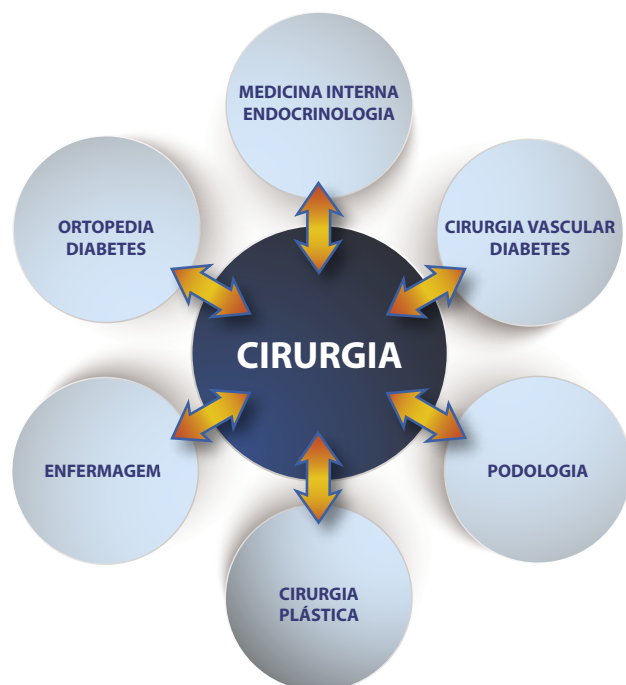 MEDICINA INTERNA
ENDOCRINOLOGIA
ORTOPEDIA
DIABETES
CIRURGIA VASCULAR
DIABETES
CIRURGIA
ENFERMAGEM
PODOLOGIA
CIRURGIA
PLÁSTICA